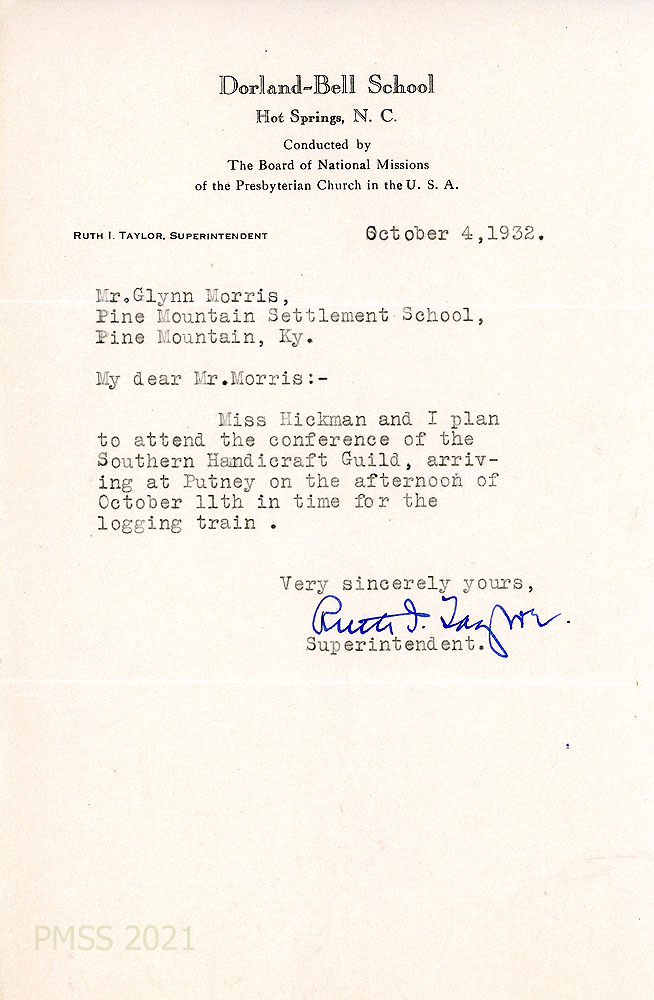 Dorland-Bell School
Hot Springs, N. C.
Conducted by
The Board of National Missions
of the Presbyterian Church in the U. S. A.
RUTH I. TAYLOR, SUPERINTENDENT
October 4,1932.
Mr.Glynn Morris,
Pine Mountain Settlement School,
Pine Mountain, Ky.
My dear Mr.Morris:-
Miss Hickman and I plan
to attend the conference of the
Southern Handicraft Guild, arriv-
ing at Putney on the afternoon of
October 11th in time for the
logging train .
Very sincerely yours,
Ruth I. Taylor.
Superintendent.
PMSS 2021